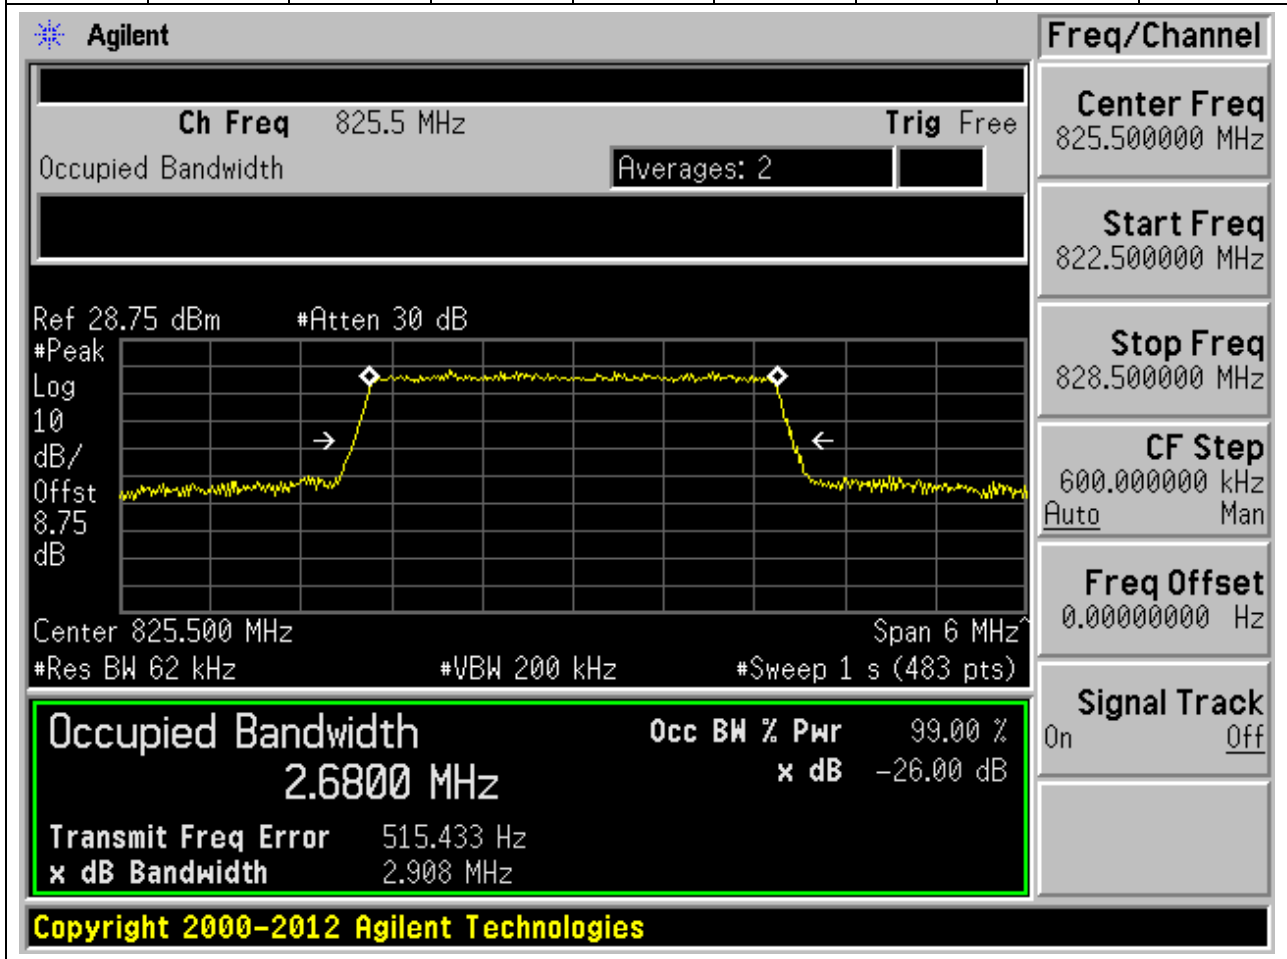 Agilent
Freq/Channel
Ch Freq 825.5 MHz Trig Free
Occupied Bandwidth Averages: 2
Center Freq
825.500000 MHz
Start Freq
822.500000 MHz
Stop Freq
828.500000 MHz
CF Step
600.000000 kHz
Auto Man
Freq Offset
0.00000000 Hz
Signal Track
On Off
Ref 28.75 dBm #Atten 30 dB
#Peak
Log
10
dB/
Offst
8.75
dB
Center 825.500 MHz Span 6 MHz^
#Res BW 62 kHz #VBW 200 kHz #Sweep 1 s (483 pts)
Occupied Bandwidth Occ BW % Pwr 99.00 %
2.6800 MHz x dB -26.00 dB
Transmit Freq Error 515.433 Hz
x dB Bandwidth 2.908 MHz
Copyright 2000-2012 Agilent Technologies